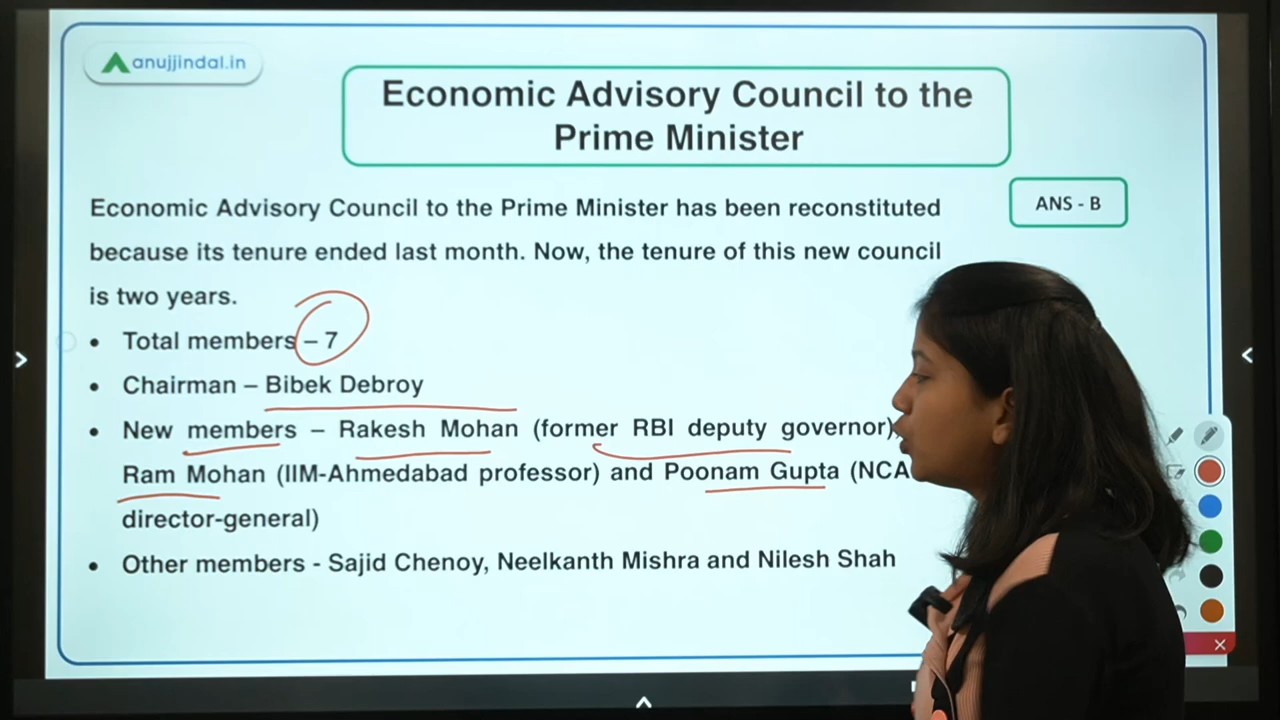 anujjindal.in
Economic Advisory Council to the
Prime Minister
ANS - B
Economic Advisory Council to the Prime Minister has been reconstituted
because its tenure ended last month. Now, the tenure of this new council
is two years.
• Total members – 7
• Chairman – Bibek Debroy
• New members – Rakesh Mohan (former RBI deputy governor),
Ram Mohan (IIM-Ahmedabad professor) and Poonam Gupta (NCA
director-general)
• Other members - Sajid Chenoy, Neelkanth Mishra and Nilesh Shah